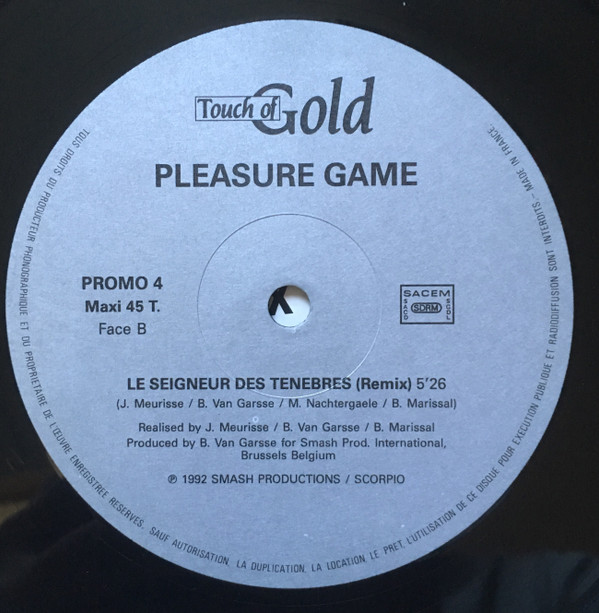 Touch of Gold
PLEASURE GAME
PROMO 4
Maxi 45 T.
Face B
SACEM
SACD SDRM SCDL
LE SEIGNEUR DES TENEBRES (Remix) 5'26
(J. Meurisse / B. Van Garsse / M. Nachtergaele / B. Marissal)
Realised by J. Meurisse / B. Van Garsse / B. Marissal
Produced by B. Van Garsse for Smash Prod. International,
Brussels Belgium
℗ 1992 SMASH PRODUCTIONS / SCORPIO
TOUS DROITS DU PRODUCTEUR PHONOGRAPHIQUE ET DU PROPRIETAIRE DE L'ŒUVRE ENREGISTREE RESERVES. SAUF AUTORISATION, LA DUPLICATION, LA LOCATION, LE PRET, L'UTILISATION DE CE DISQUE POUR EXECUTION PUBLIQUE ET RADIODIFFUSION SONT INTERDITS - MADE IN FRANCE